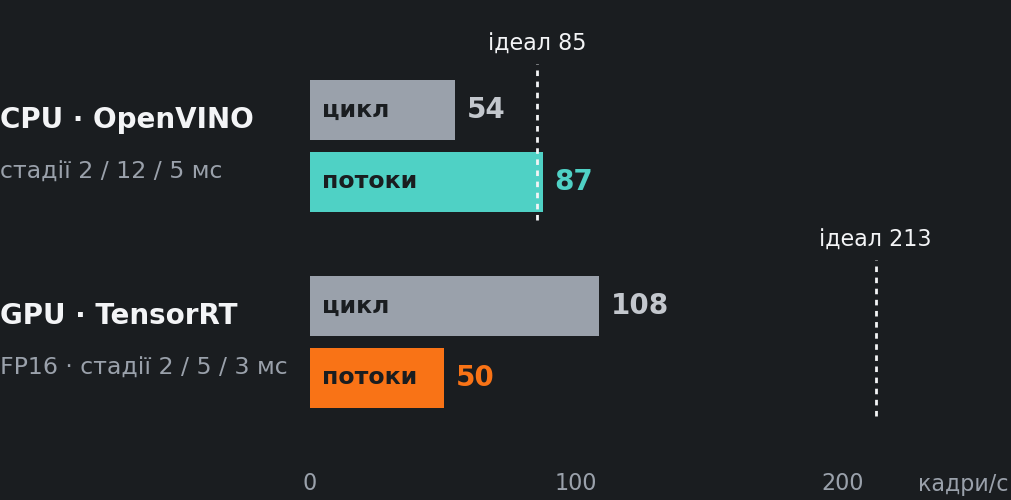 ідеал 85
CPU · OpenVINO
стадії 2 / 12 / 5 мс
цикл 54
потоки 87
ідеал 213
GPU · TensorRT
FP16 · стадії 2 / 5 / 3 мс
цикл 108
потоки 50
0 100 200 кадри/с